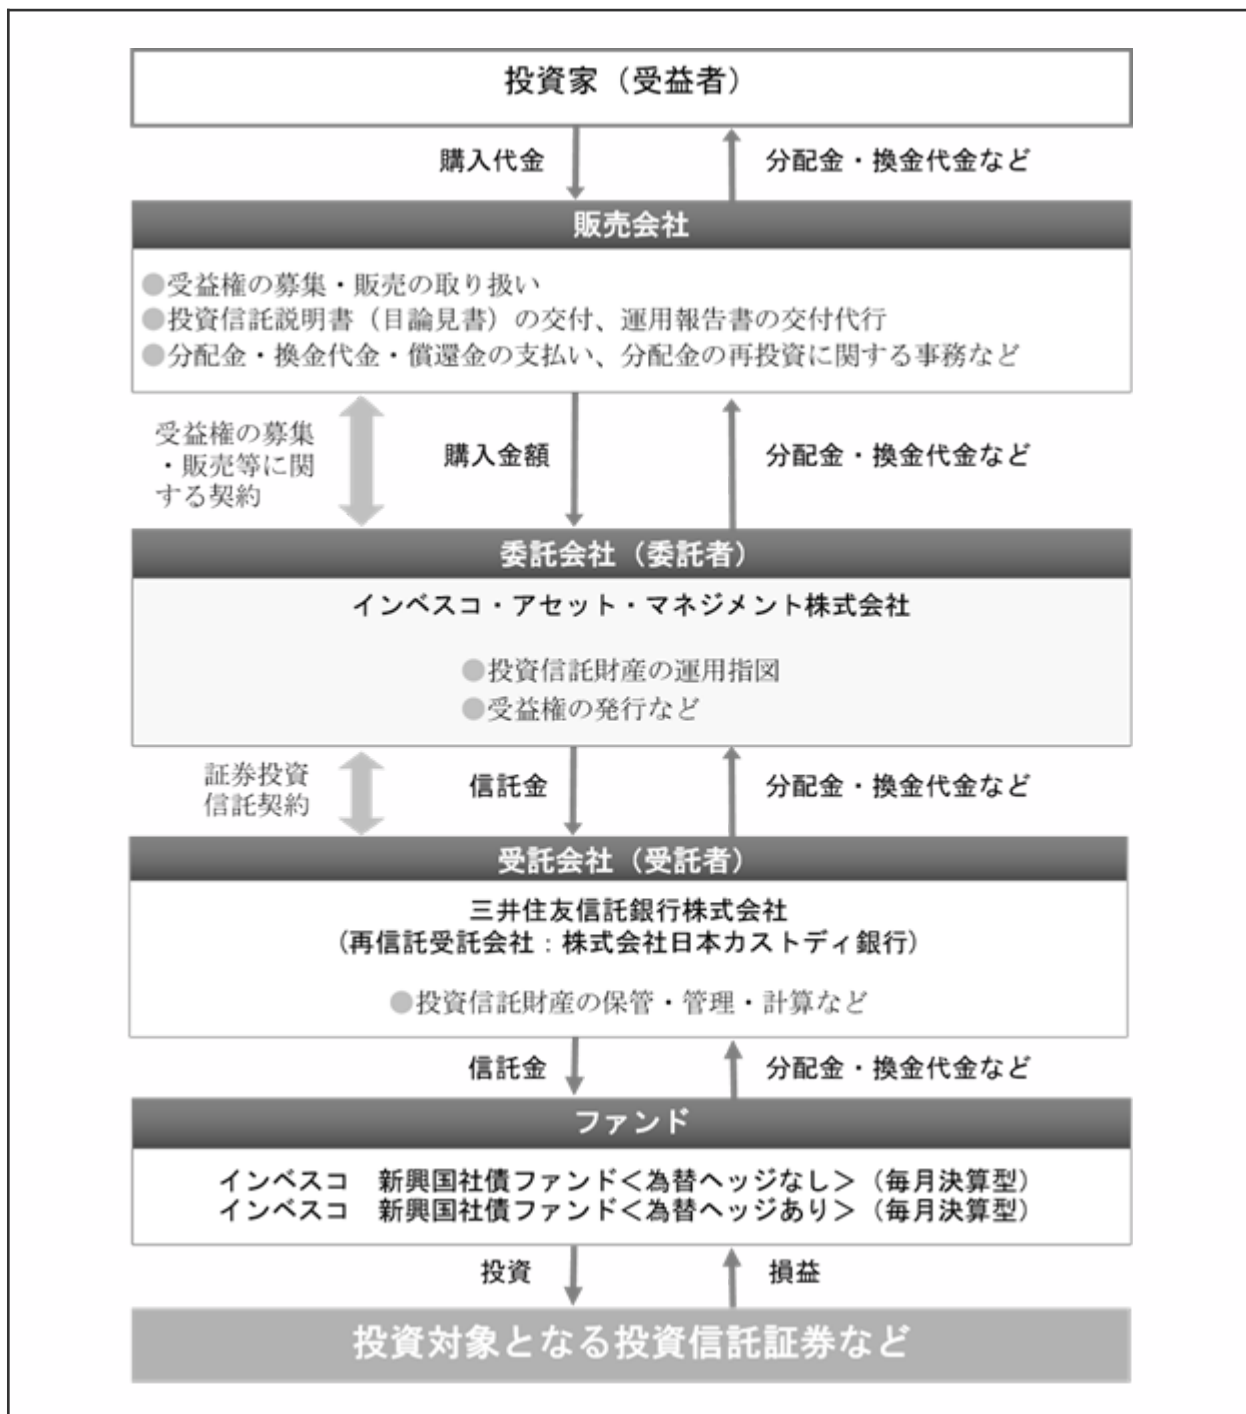 投資家（受益者）
購入代金
分配金・換金代金など
販売会社
●受益権の募集・販売の取り扱い
●投資信託説明書（目論見書）の交付、運用報告書の交付代行
●分配金・換金代金・償還金の支払い、分配金の再投資に関する事務など
受益権の募集
・販売等に関
する契約
購入金額
分配金・換金代金など
委託会社（委託者）
インベスコ・アセット・マネジメント株式会社
●投資信託財産の運用指図
●受益権の発行など
証券投資
信託契約
信託金
分配金・換金代金など
受託会社（受託者）
三井住友信託銀行株式会社
(再信託受託会社：株式会社日本カストディ銀行)
●投資信託財産の保管・管理・計算など
信託金
分配金・換金代金など
ファンド
インベスコ　新興国社債ファンド＜為替ヘッジなし＞（毎月決算型）
インベスコ　新興国社債ファンド＜為替ヘッジあり＞（毎月決算型）
投資
損益
投資対象となる投資信託証券など